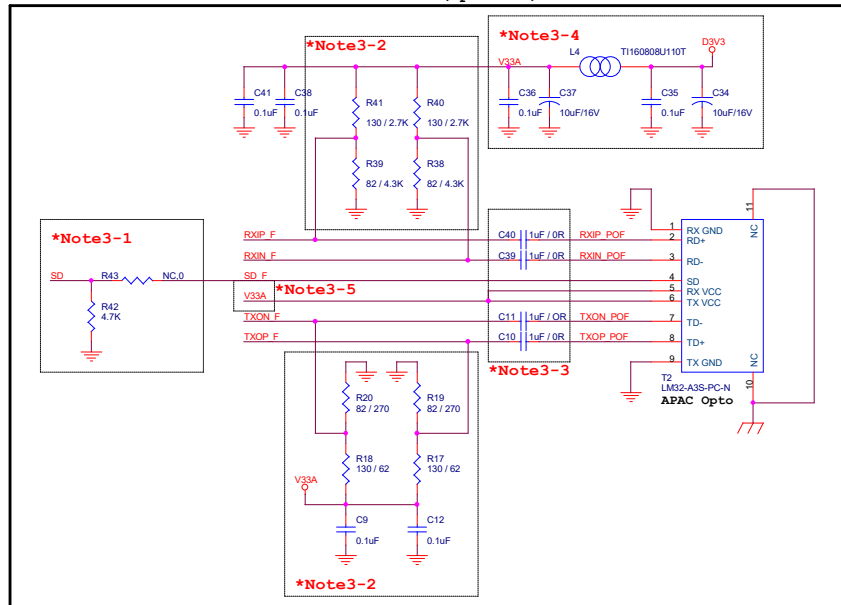 *Note3-2
*Note3-4
L4
TI160808U110T
D3V3
V33A
C41
0.1uF
C38
0.1uF
R41
130 / 2.7K
R40
130 / 2.7K
C36
0.1uF
C37
10uF/16V
C35
0.1uF
C34
10uF/16V
R39
82 / 4.3K
R38
82 / 4.3K
*Note3-1
SD
R43
NC,0
R42
4.7K
RXIP_F
C40
1uF / 0R
RXIP_POF
RXIN_F
C39
1uF / 0R
RXIN_POF
SD_F
V33A
*Note3-5
TXON_F
C11
1uF / OR
TXON_POF
TXOP_F
C10
1uF / 0R
TXOP_POF
*Note3-3
1
RX GND
2
RD+
3
RD-
4
SD
5
RX VCC
6
TX VCC
7
TD-
8
TD+
9
TX GND
11
NC
NC
10
T2
LM32-A3S-PC-N
APAC Opto
R20
82 / 270
R19
82 / 270
R18
130 / 62
R17
130 / 62
V33A
C9
0.1uF
C12
0.1uF
*Note3-2